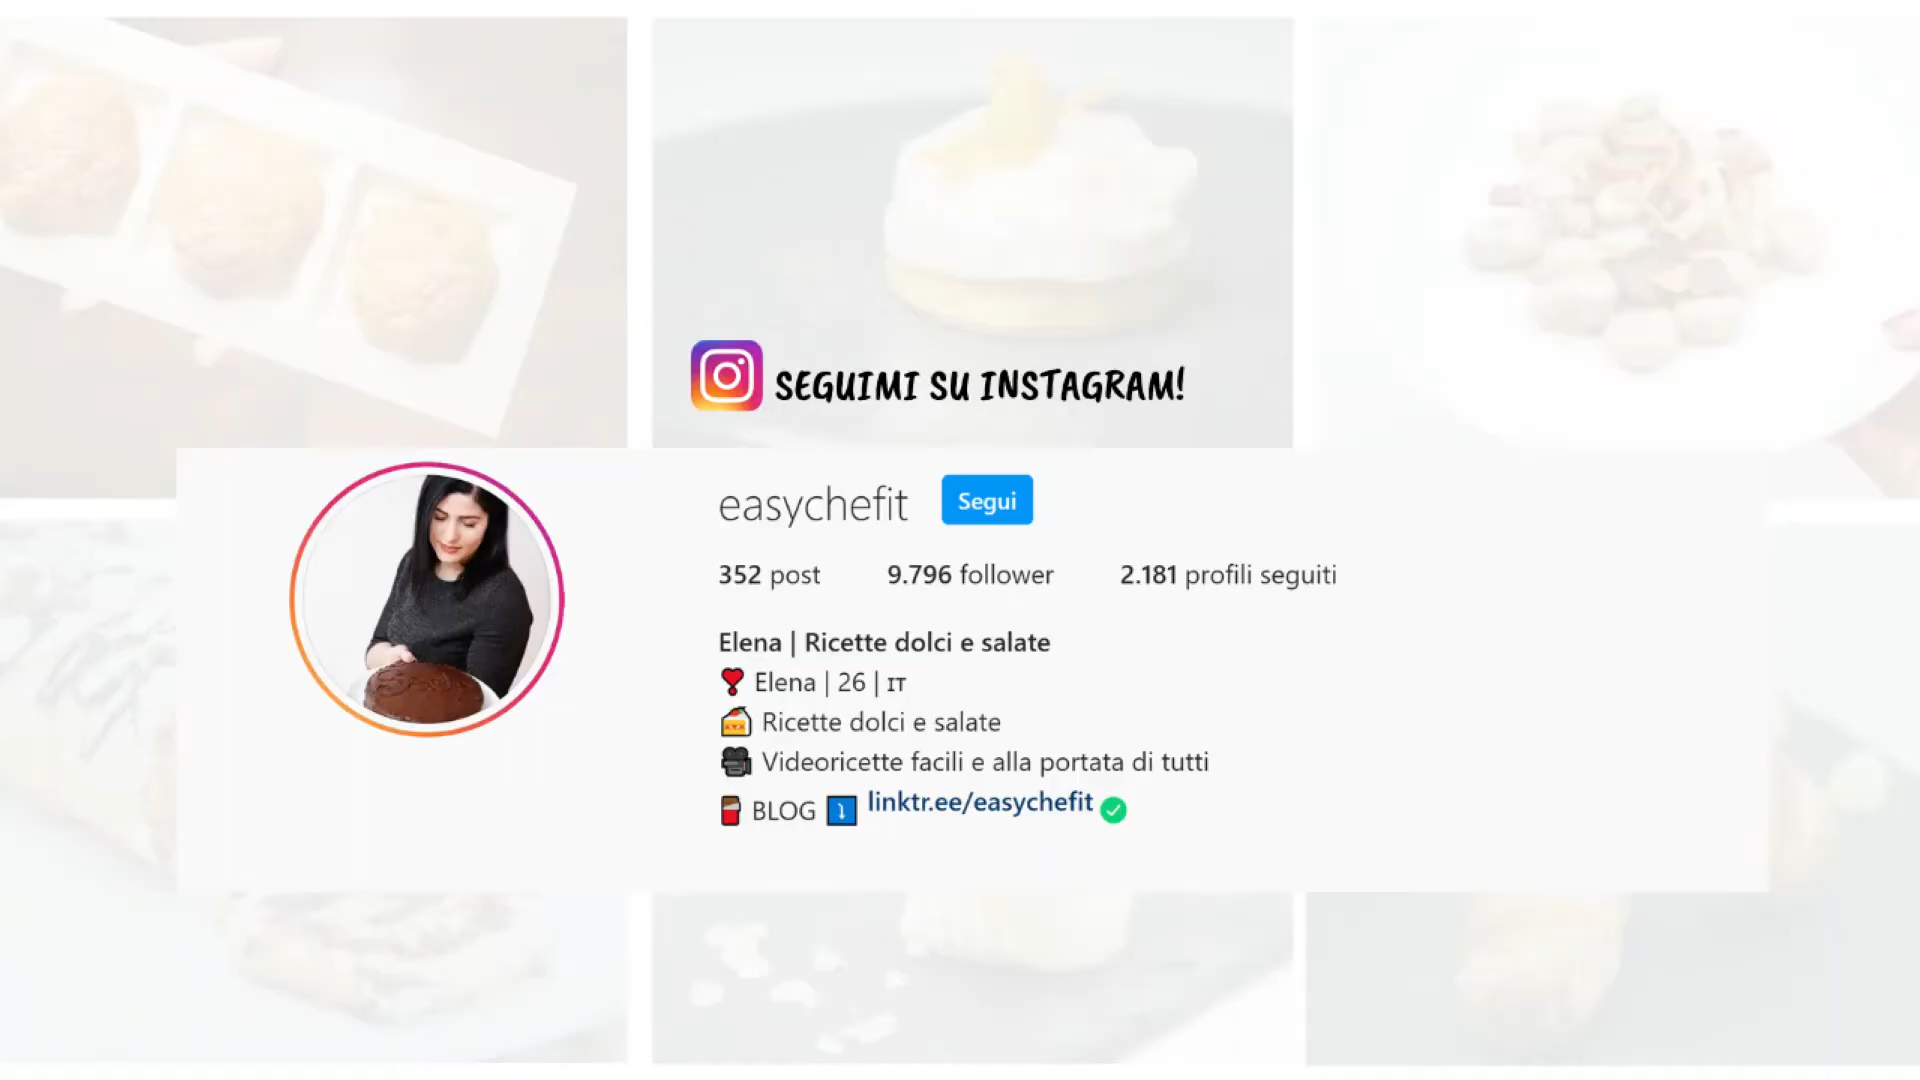 SEGUIMI SU INSTAGRAM!
easychefit Segui
352 post 9.796 follower 2.181 profili seguiti
Elena | Ricette dolci e salate
Elena | 26 | IT
Ricette dolci e salate
Videoricette facili e alla portata di tutti
BLOG linktr.ee/easychefit